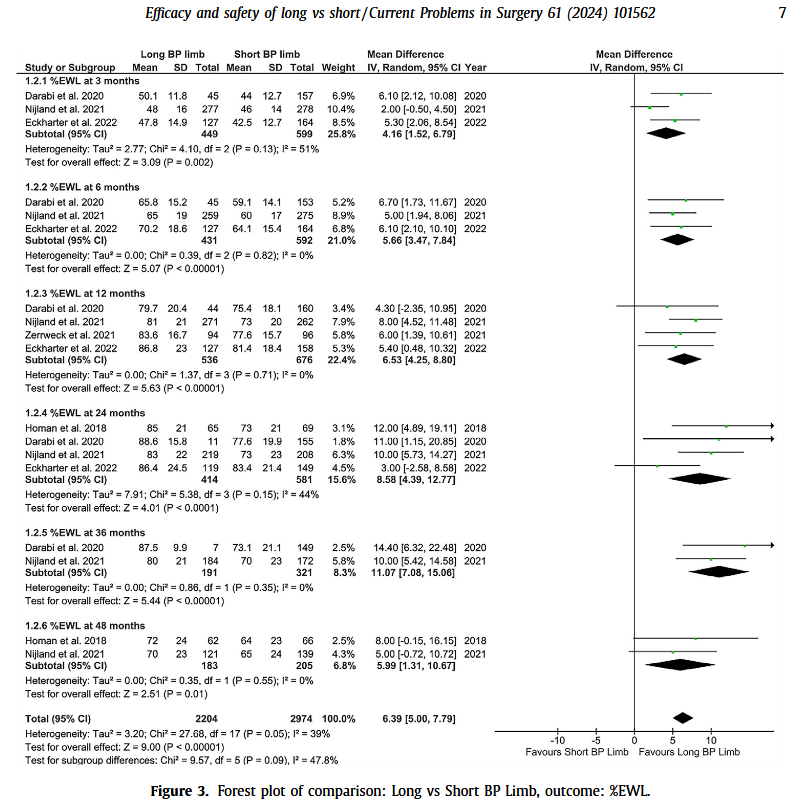 Efficacy and safety of long vs short/Current Problems in Surgery 61 (2024) 101562 7
Long BP limb Short BP limb Mean Difference Mean Difference
Study or Subgroup Mean SD Total Mean SD Total Weight IV, Random, 95% CI Year IV, Random, 95% CI
1.2.1 %EWL at 3 months
Darabi et al. 2020 50.1 11.8 45 44 12.7 157 6.9% 6.10 [2.12, 10.08] 2020
Nijland et al. 2021 48 16 277 46 14 278 10.4% 2.00 [-0.50, 4.50] 2021
Eckharter et al. 2022 47.8 14.9 127 42.5 12.7 164 8.5% 5.30 [2.06, 8.54] 2022
Subtotal (95% CI) 449 599 25.8% 4.16 [1.52, 6.79]
Heterogeneity: Tau² = 2.77; Chi² = 4.10, df = 2 (P = 0.13); I² = 51%
Test for overall effect: Z = 3.09 (P = 0.002)
1.2.2 %EWL at 6 months
Darabi et al. 2020 65.8 15.2 45 59.1 14.1 153 5.2% 6.70 [1.73, 11.67] 2020
Nijland et al. 2021 65 19 259 60 17 275 8.9% 5.00 [1.94, 8.06] 2021
Eckharter et al. 2022 70.2 18.6 127 64.1 15.4 164 6.9% 6.10 [2.10, 10.10] 2022
Subtotal (95% CI) 431 592 21.0% 5.66 [3.47, 7.84]
Heterogeneity: Tau² = 0.00; Chi² = 0.39, df = 2 (P = 0.82); I² = 0%
Test for overall effect: Z = 5.07 (P < 0.00001)
1.2.3 %EWL at 12 months
Darabi et al. 2020 79.7 20.4 44 75.4 18.1 160 3.4% 4.30 [-2.35, 10.95] 2020
Nijland et al. 2021 81 21 271 73 20 262 7.9% 8.00 [4.52, 11.48] 2021
Zerrweck et al. 2021 83.6 16.7 94 77.6 15.7 96 6.0% 6.00 [1.39, 10.61] 2021
Eckharter et al. 2022 86.8 23 127 81.4 18.4 158 5.3% 5.40 [0.48, 10.32] 2022
Subtotal (95% CI) 536 676 22.4% 6.53 [4.25, 8.80]
Heterogeneity: Tau² = 0.00; Chi² = 1.37, df = 3 (P = 0.71); I² = 0%
Test for overall effect: Z = 5.63 (P < 0.00001)
1.2.4 %EWL at 24 months
Homan et al. 2018 85 21 65 73 21 69 3.1% 12.00 [4.89, 19.11] 2018
Darabi et al. 2020 88.6 15.8 11 77.6 19.9 155 1.8% 11.00 [1.15, 20.85] 2020
Nijland et al. 2021 83 22 219 73 23 208 6.2% 10.00 [5.73, 14.27] 2021
Eckharter et al. 2022 86.4 24.5 119 83.4 21.4 149 4.5% 3.00 [-2.58, 8.58] 2022
Subtotal (95% CI) 414 581 15.6% 8.58 [4.39, 12.77]
Heterogeneity: Tau² = 7.91; Chi² = 5.38, df = 3 (P = 0.15); I² = 44%
Test for overall effect: Z = 4.01 (P < 0.0001)
1.2.5 %EWL at 36 months
Darabi et al. 2020 87.5 9.9 7 73.1 21.1 149 2.5% 14.40 [6.32, 22.48] 2020
Nijland et al. 2021 80 21 184 70 23 172 5.8% 10.00 [5.42, 14.58] 2021
Subtotal (95% CI) 191 321 8.3% 11.07 [7.08, 15.06]
Heterogeneity: Tau² = 0.00; Chi² = 0.86, df = 1 (P = 0.35); I² = 0%
Test for overall effect: Z = 5.44 (P < 0.00001)
1.2.6 %EWL at 48 months
Homan et al. 2018 72 24 62 64 23 66 2.5% 8.00 [-0.15, 16.15] 2018
Nijland et al. 2021 70 23 121 65 24 139 4.3% 5.00 [-0.72, 10.72] 2021
Subtotal (95% CI) 183 205 6.8% 5.99 [1.31, 10.67]
Heterogeneity: Tau² = 0.00; Chi² = 0.35, df = 1 (P = 0.55); I² = 0%
Test for overall effect: Z = 2.51 (P = 0.01)
Total (95% CI) 2204 2974 100.0% 6.39 [5.00, 7.79]
Heterogeneity: Tau² = 3.20; Chi² = 27.68, df = 17 (P = 0.05); I² = 39%
Test for overall effect: Z = 9.00 (P < 0.00001)
Test for subgroup differences: Chi² = 9.57, df = 5 (P = 0.09), I² = 47.8%
-10 -5 0 5 10
Favours Short BP Limb Favours Long BP Limb
Figure 3. Forest plot of comparison: Long vs Short BP Limb, outcome: %EWL.